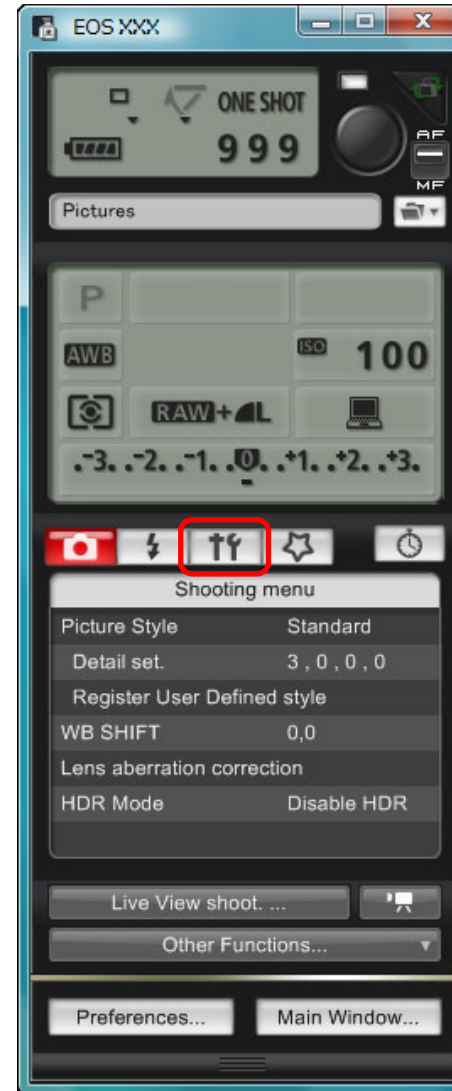 EOS XXX
ONE SHOT
999
AF
MF
Pictures
P
AWB
ISO 100
RAW+L
.-3. .-2. .-1. .0. .+1. .+2. .+3.
Shooting menu
Picture Style Standard
Detail set. 3 , 0 , 0 , 0
Register User Defined style
WB SHIFT 0,0
Lens aberration correction
HDR Mode Disable HDR
Live View shoot. ...
Other Functions...
Preferences... Main Window...